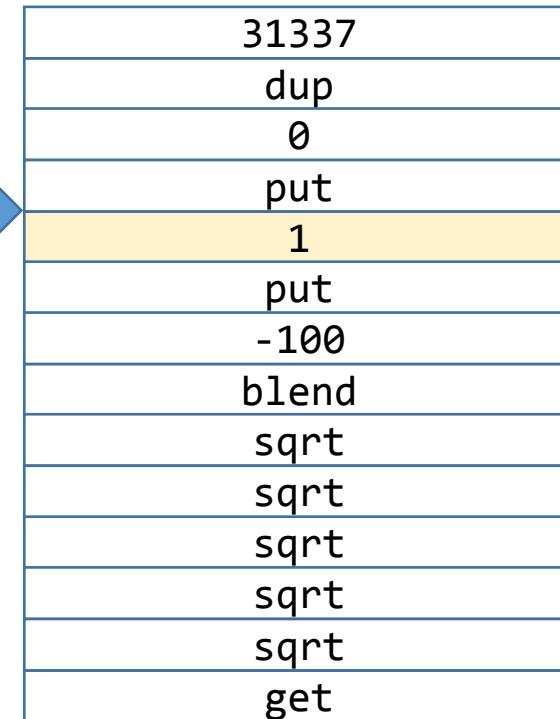 31337
dup
0
put
1
put
-100
blend
sqrt
sqrt
sqrt
sqrt
sqrt
get